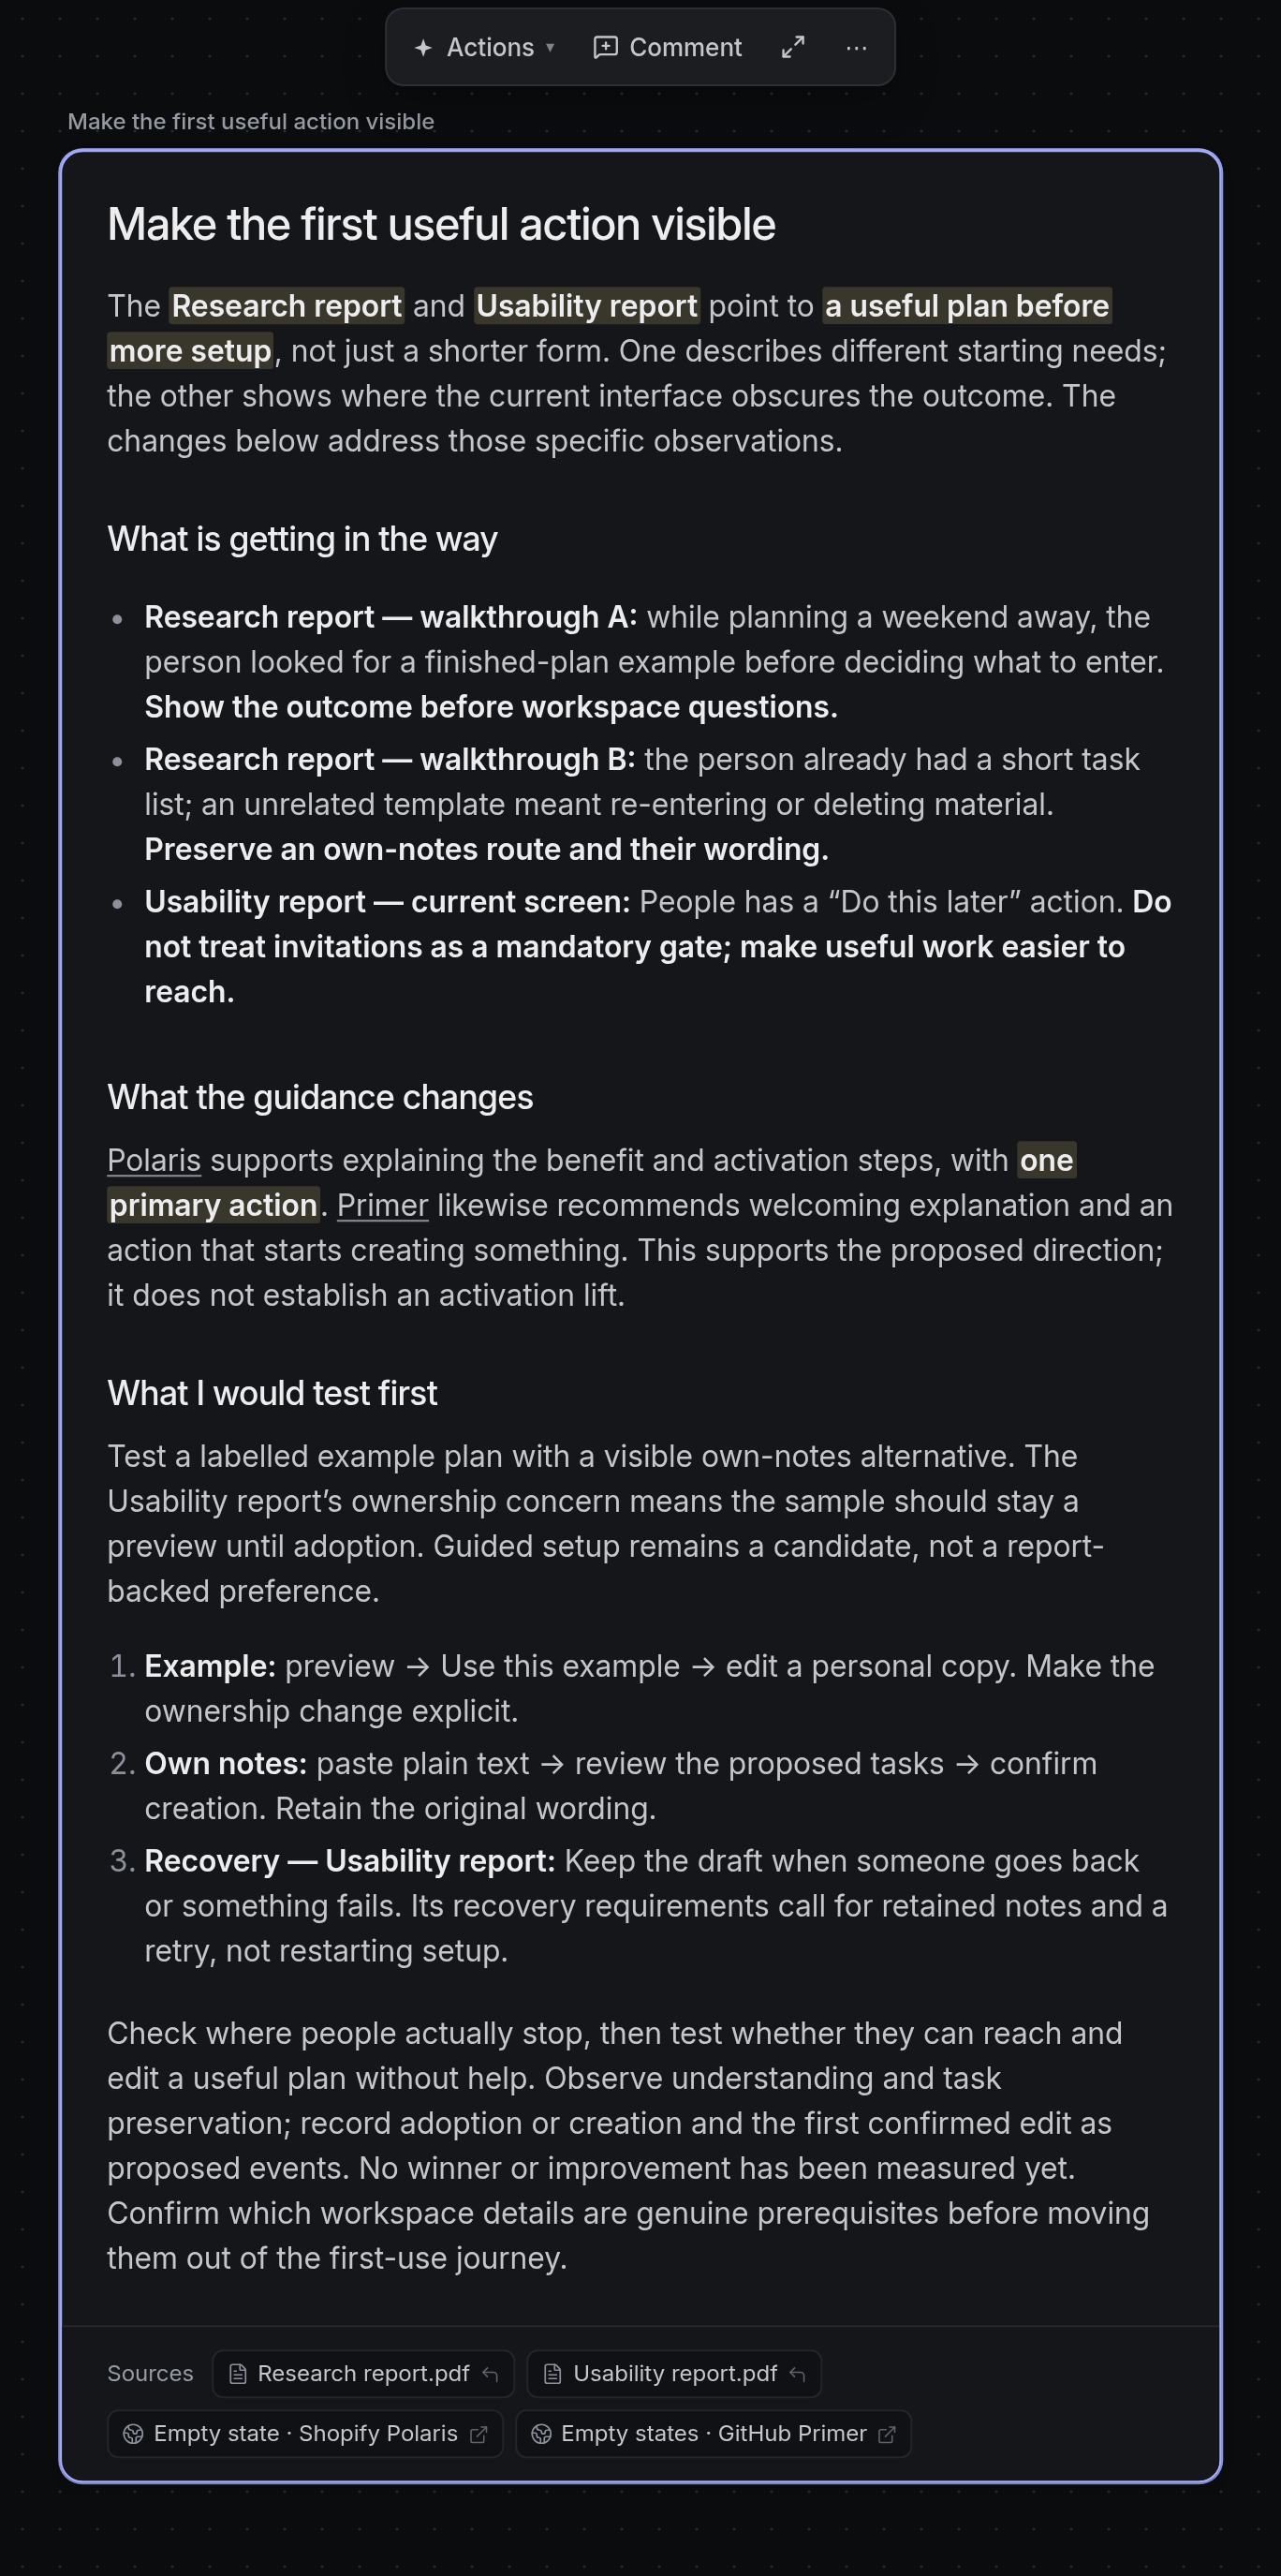 Actions
Comment
Make the first useful action visible
Make the first useful action visible
The Research report and Usability report point to a useful plan before
more setup, not just a shorter form. One describes different starting needs;
the other shows where the current interface obscures the outcome. The
changes below address those specific observations.
What is getting in the way
• Research report — walkthrough A: while planning a weekend away, the
person looked for a finished-plan example before deciding what to enter.
Show the outcome before workspace questions.
• Research report — walkthrough B: the person already had a short task
list; an unrelated template meant re-entering or deleting material.
Preserve an own-notes route and their wording.
• Usability report — current screen: People has a “Do this later” action. Do
not treat invitations as a mandatory gate; make useful work easier to
reach.
What the guidance changes
Polaris supports explaining the benefit and activation steps, with one
primary action. Primer likewise recommends welcoming explanation and an
action that starts creating something. This supports the proposed direction;
it does not establish an activation lift.
What I would test first
Test a labelled example plan with a visible own-notes alternative. The
Usability report’s ownership concern means the sample should stay a
preview until adoption. Guided setup remains a candidate, not a report-
backed preference.
1. Example: preview → Use this example → edit a personal copy. Make the
ownership change explicit.
2. Own notes: paste plain text → review the proposed tasks → confirm
creation. Retain the original wording.
3. Recovery — Usability report: Keep the draft when someone goes back
or something fails. Its recovery requirements call for retained notes and a
retry, not restarting setup.
Check where people actually stop, then test whether they can reach and
edit a useful plan without help. Observe understanding and task
preservation; record adoption or creation and the first confirmed edit as
proposed events. No winner or improvement has been measured yet.
Confirm which workspace details are genuine prerequisites before moving
them out of the first-use journey.
Sources Research report.pdf Usability report.pdf
Empty state · Shopify Polaris Empty states · GitHub Primer